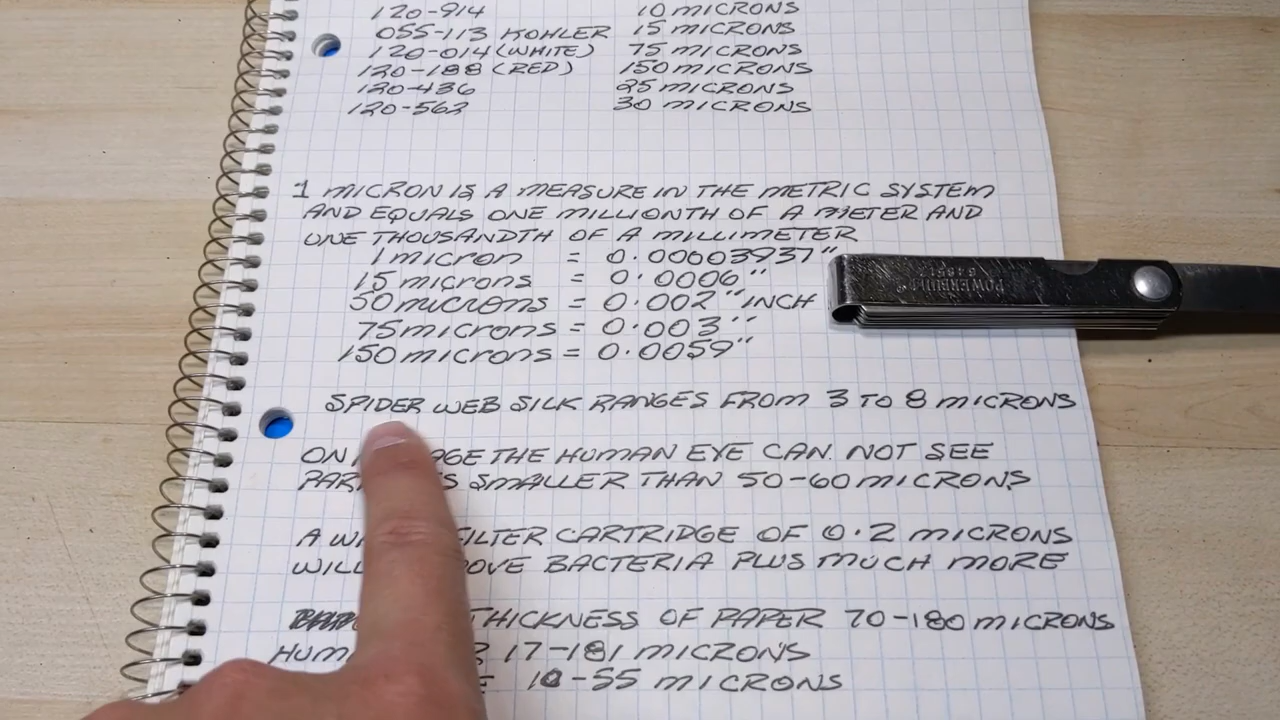 120-914 10 MICRONS
055-113 KOHLER 15 MICRONS
120-014 (WHITE) 75 MICRONS
120-188 (RED) 150 MICRONS
120-436 25 MICRONS
120-562 30 MICRONS
1 MICRON IS A MEASURE IN THE METRIC SYSTEM
AND EQUALS ONE MILLIONTH OF A METER AND
ONE THOUSANDTH OF A MILLIMETER
1 micron = 0.00003937"
15 microns = 0.0006"
50 microns = 0.002" INCH
75 microns = 0.003"
150 microns = 0.0059"
SPIDER WEB SILK RANGES FROM 3 TO 8 MICRONS
ON THE HUMAN EYE CAN NOT SEE
SMALLER THAN 50-60 MICRONS
A FILTER CARTRIDGE OF 0.2 MICRONS
WILL BACTERIA PLUS MUCH MORE
THICKNESS OF PAPER 70-180 MICRONS
17-181 MICRONS
10-55 MICRONS
POWERBUILT